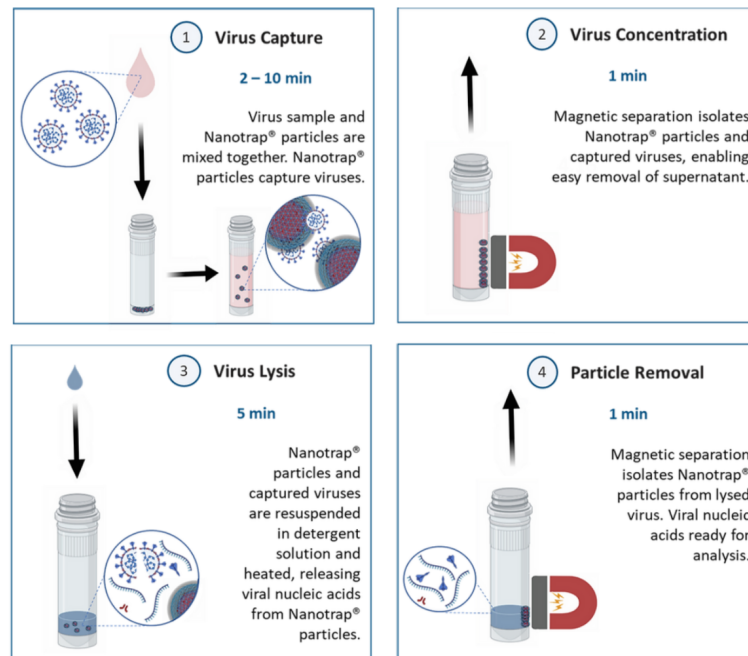 1 Virus Capture
2 – 10 min
Virus sample and
Nanotrap® particles are
mixed together. Nanotrap®
particles capture viruses.
2 Virus Concentration
1 min
Magnetic separation isolates
Nanotrap® particles and
captured viruses, enabling
easy removal of supernatant.
3 Virus Lysis
5 min
Nanotrap®
particles and
captured viruses
are resuspended
in detergent
solution and
heated, releasing
viral nucleic acids
from Nanotrap®
particles.
4 Particle Removal
1 min
Magnetic separation
isolates Nanotrap®
particles from lysed
virus. Viral nucleic
acids ready for
analysis.